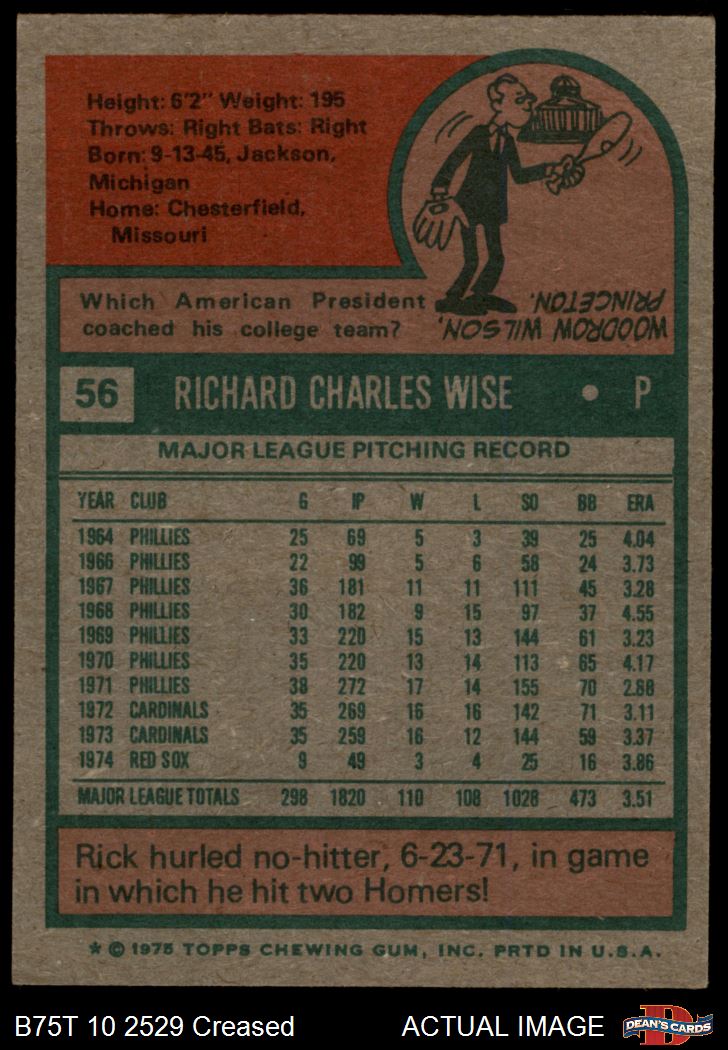 Height: 6'2" Weight: 195
Throws: Right Bats: Right
Born: 9-13-45, Jackson,
Michigan
Home: Chesterfield,
Missouri
Which American President
coached his college team?
WOODROW WILSON,
PRINCETON.
56 RICHARD CHARLES WISE • P
MAJOR LEAGUE PITCHING RECORD
YEAR CLUB G IP W L SO BB ERA
1964 PHILLIES 25 69 5 3 39 25 4.04
1966 PHILLIES 22 99 5 6 58 24 3.73
1967 PHILLIES 36 181 11 11 111 45 3.28
1968 PHILLIES 30 182 9 15 97 37 4.55
1969 PHILLIES 33 220 15 13 144 61 3.23
1970 PHILLIES 35 220 13 14 113 65 4.17
1971 PHILLIES 38 272 17 14 155 70 2.88
1972 CARDINALS 35 269 16 16 142 71 3.11
1973 CARDINALS 35 259 16 12 144 59 3.37
1974 RED SOX 9 49 3 4 25 16 3.86
MAJOR LEAGUE TOTALS 298 1820 110 108 1028 473 3.51
Rick hurled no-hitter, 6-23-71, in game
in which he hit two Homers!
* © 1975 TOPPS CHEWING GUM, INC. PRTD IN U.S.A.
B75T 10 2529 Creased ACTUAL IMAGE
D
DEAN'S CARDS